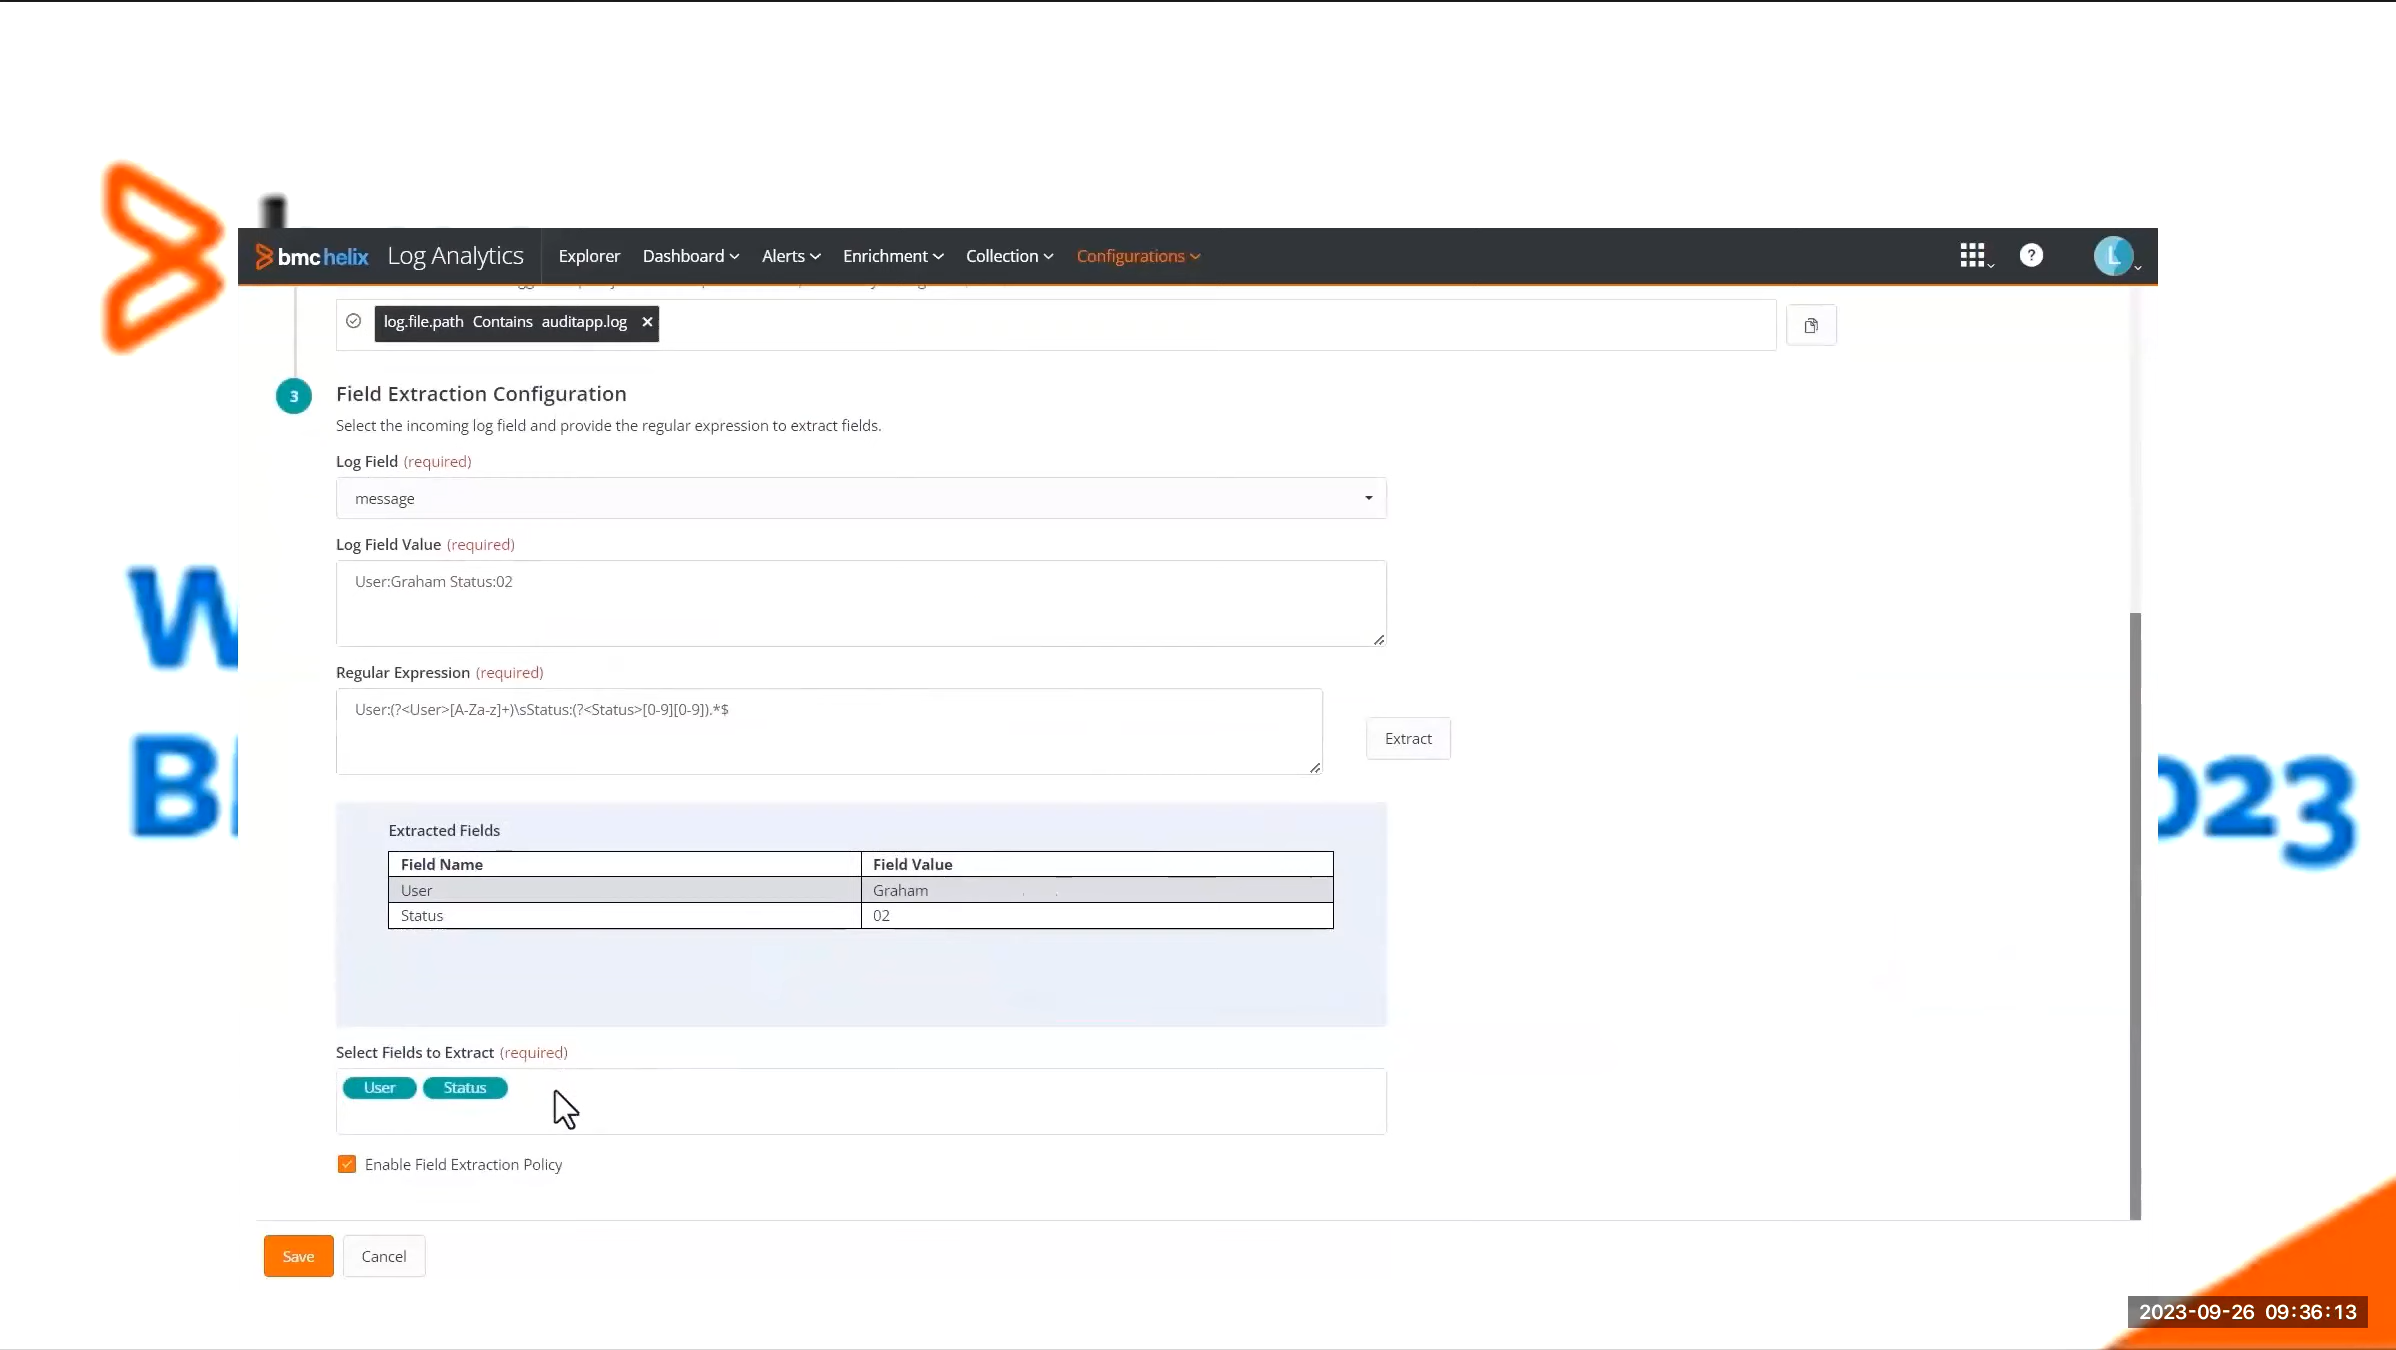 bmc helix Log Analytics Explorer Dashboard Alerts Enrichment Collection Configurations ? L
log.file.path Contains auditapp.log ×
3 Field Extraction Configuration
Select the incoming log field and provide the regular expression to extract fields.
Log Field (required)
message
Log Field Value (required)
User:Graham Status:02
Regular Expression (required)
User:(?<User>[A-Za-z]+)\sStatus:(?<Status>[0-9][0-9]).*$
Extract
Extracted Fields
Field Name Field Value
User Graham
Status 02
Select Fields to Extract (required)
User Status
Enable Field Extraction Policy
Save Cancel
2023-09-26 09:36:13